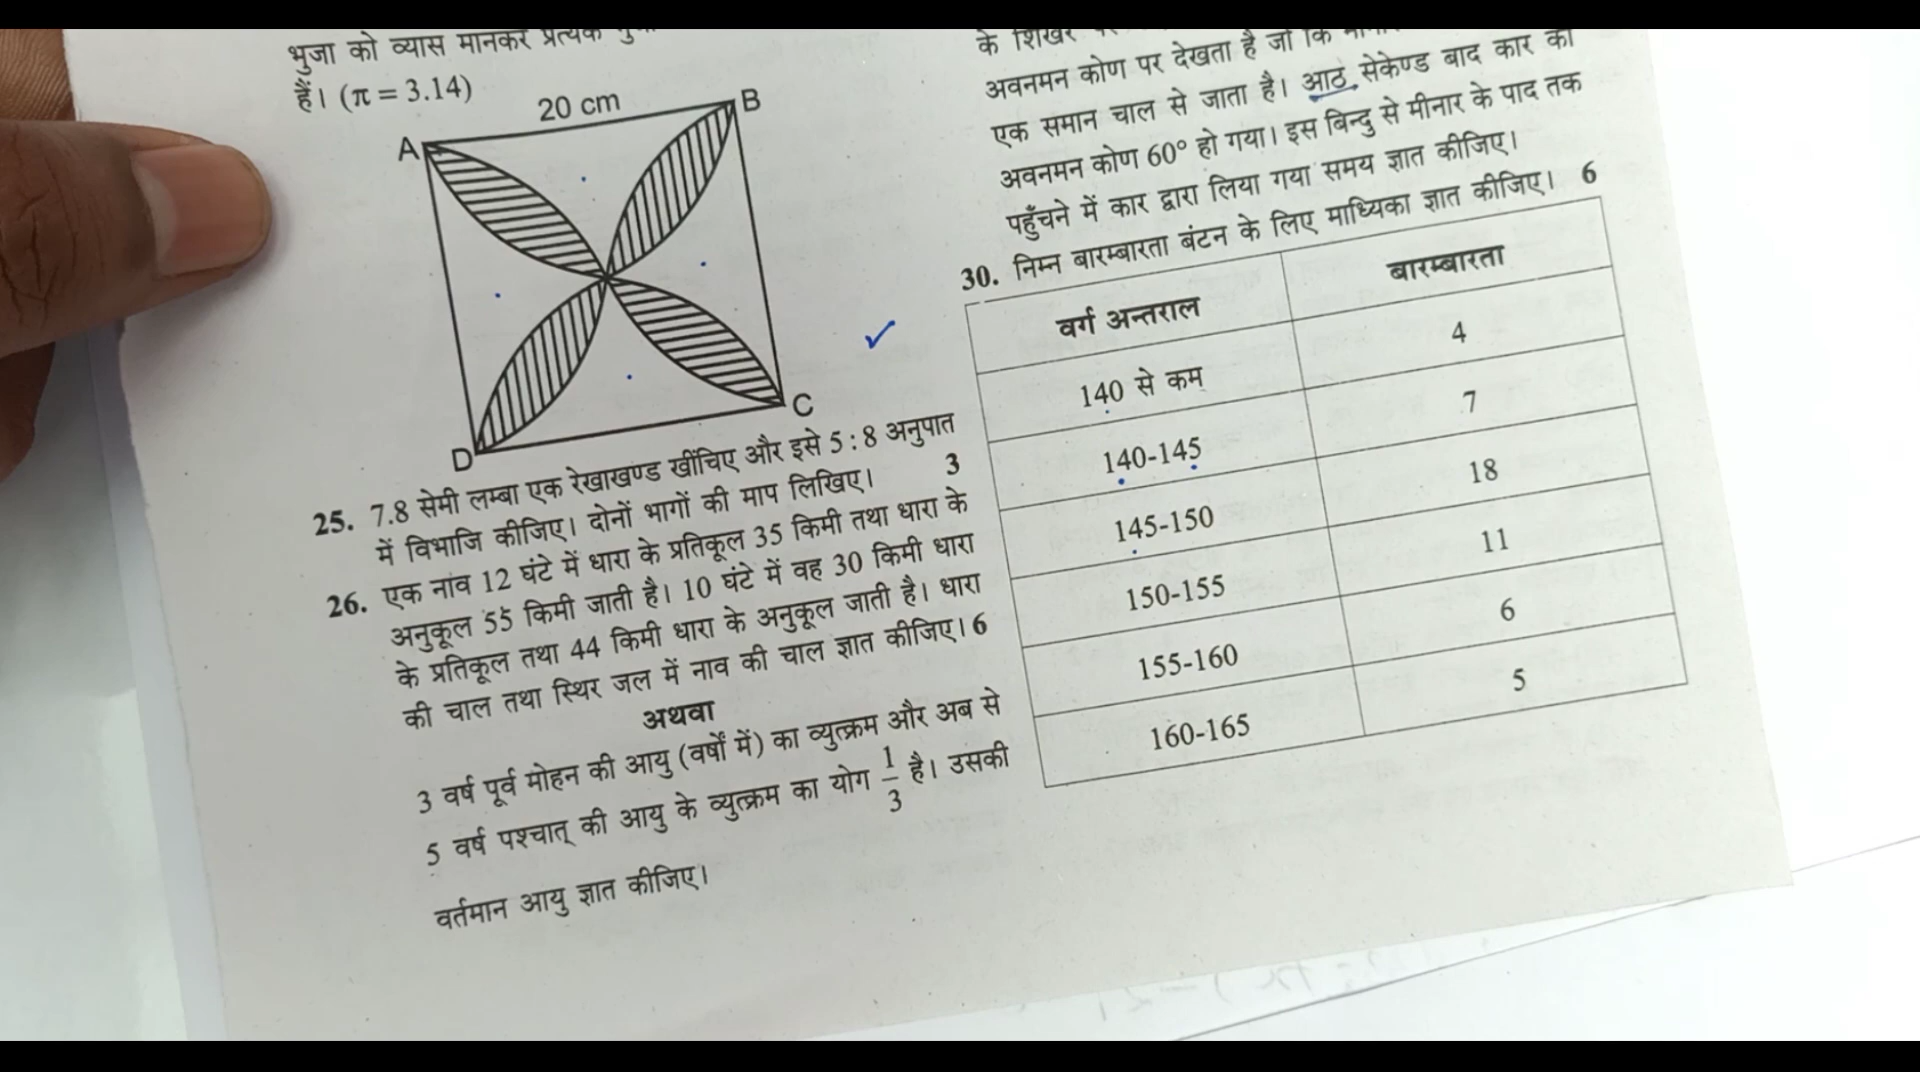 भुजा को व्यास मानकर प्रत्येक
हैं। (π = 3.14)
20 cm
A
B
C
D
25. 7.8 सेमी लम्बा एक रेखाखण्ड खींचिए और इसे 5 : 8 अनुपात
में विभाजि कीजिए। दोनों भागों की माप लिखिए। 3
26. एक नाव 12 घंटे में धारा के प्रतिकूल 35 किमी तथा धारा के
अनुकूल 55 किमी जाती है। 10 घंटे में वह 30 किमी धारा
के प्रतिकूल तथा 44 किमी धारा के अनुकूल जाती है। धारा
की चाल तथा स्थिर जल में नाव की चाल ज्ञात कीजिए। 6
अथवा
3 वर्ष पूर्व मोहन की आयु (वर्षों में) का व्युत्क्रम और अब से
5 वर्ष पश्चात् की आयु के व्युत्क्रम का योग 1/3 है। उसकी
वर्तमान आयु ज्ञात कीजिए।
के शिखर
अवनमन कोण पर देखता है जो कि
एक समान चाल से जाता है। आठ सेकेण्ड बाद कार का
अवनमन कोण 60° हो गया। इस बिन्दु से मीनार के पाद तक
पहुँचने में कार द्वारा लिया गया समय ज्ञात कीजिए।
30. निम्न बारम्बारता बंटन के लिए माध्यिका ज्ञात कीजिए। 6
वर्ग अन्तराल बारम्बारता
140 से कम 4
140-145 7
145-150 18
150-155 11
155-160 6
160-165 5